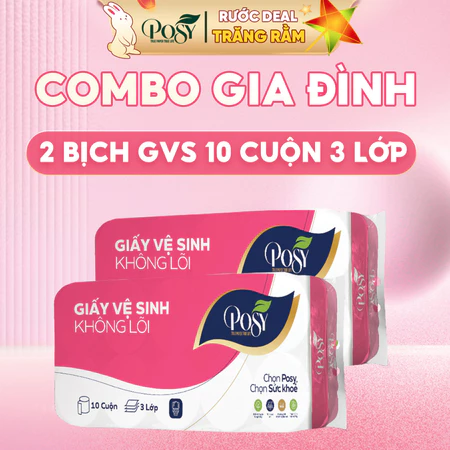 POSY
RƯỚC DEAL
TRĂNG RẰM
COMBO GIA ĐÌNH
2 BỊCH GVS 10 CUỘN 3 LỚP
GIẤY VỆ SINH
KHÔNG LÕI
POSY
GIẤY VỆ SINH
KHÔNG LÕI
POSY
Chọn Posy,
Chọn Sức khoẻ
10 Cuộn
3 Lớp